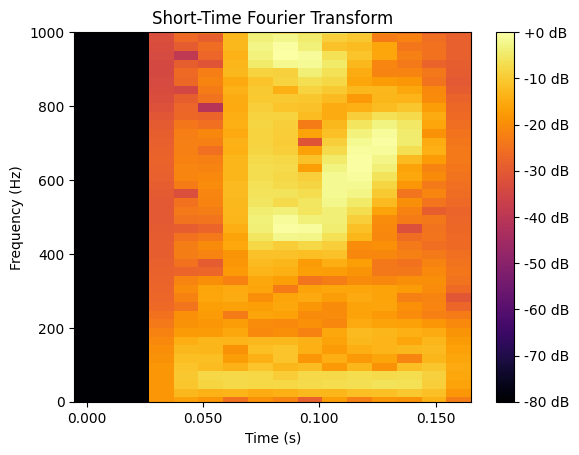 Short-Time Fourier Transform
1000
800
600
400
200
0
Frequency (Hz)
0.000
0.050
0.100
0.150
Time (s)
+0 dB
-10 dB
-20 dB
-30 dB
-40 dB
-50 dB
-60 dB
-70 dB
-80 dB